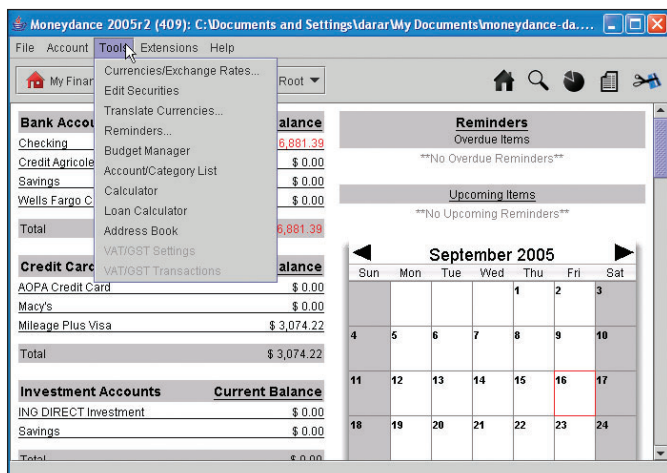 Moneydance 2005r2 (409): C:\Documents and Settings\darar\My Documents\moneydance-da....
File Account Tools Extensions Help
My Finan Root
Currencies/Exchange Rates...
Edit Securities
Translate Currencies...
Reminders...
Budget Manager
Account/Category List
Calculator
Loan Calculator
Address Book
VAT/GST Settings
VAT/GST Transactions
Bank Accou alance
Checking 6,881.39
Credit Agricole $ 0.00
Savings $ 0.00
Wells Fargo C $ 0.00
Total 6,881.39
Credit Card alance
AOPA Credit Card $ 0.00
Macy's $ 0.00
Mileage Plus Visa $ 3,074.22
Total $ 3,074.22
Investment Accounts Current Balance
ING DIRECT Investment $ 0.00
Savings $ 0.00
Total $ 0.00
Reminders
Overdue Items
**No Overdue Reminders**
Upcoming Items
**No Upcoming Reminders**
September 2005
Sun Mon Tue Wed Thu Fri Sat
1 2 3
4 5 6 7 8 9 10
11 12 13 14 15 16 17
18 19 20 21 22 23 24